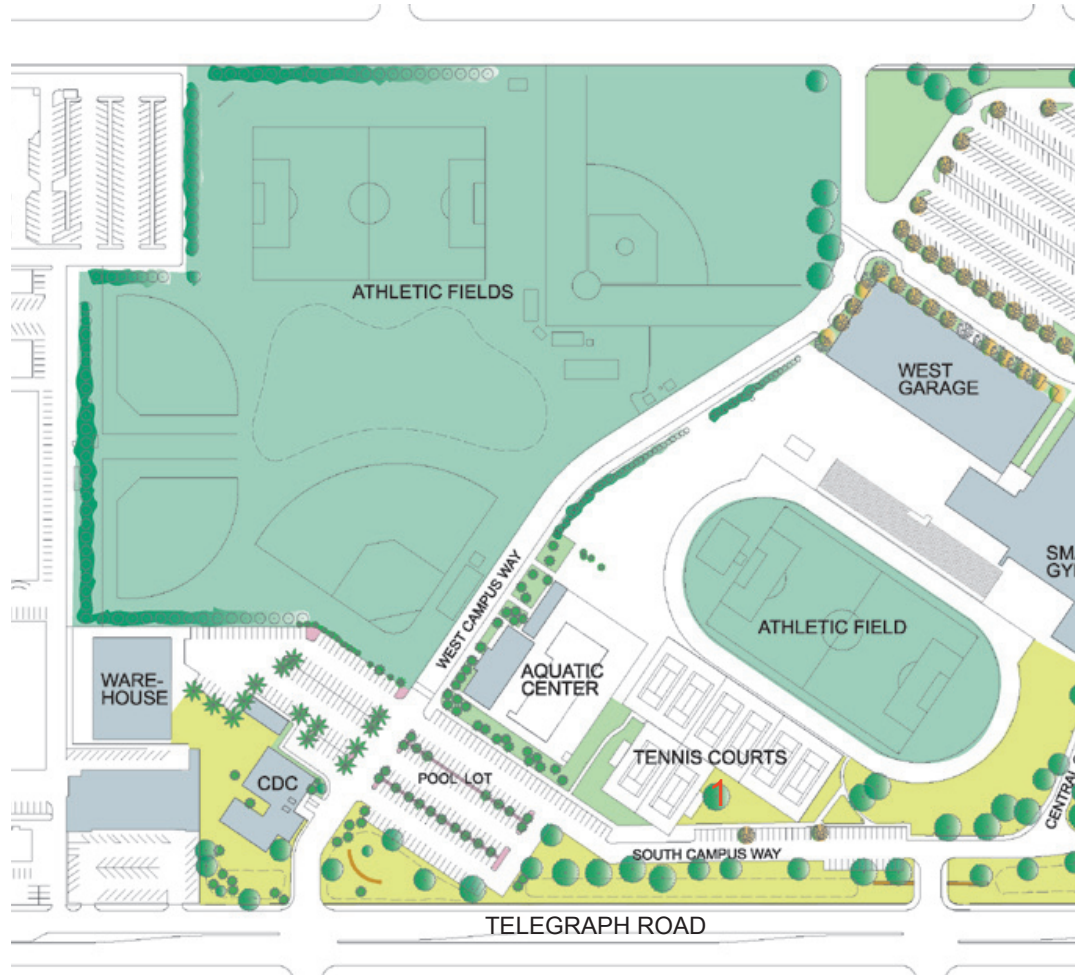 ATHLETIC FIELDS
WEST
GARAGE
WEST CAMPUS WAY
ATHLETIC FIELD
AQUATIC
CENTER
WARE-
HOUSE
TENNIS COURTS
CDC
POOL LOT
1
SOUTH CAMPUS WAY
CENTRAL
TELEGRAPH ROAD